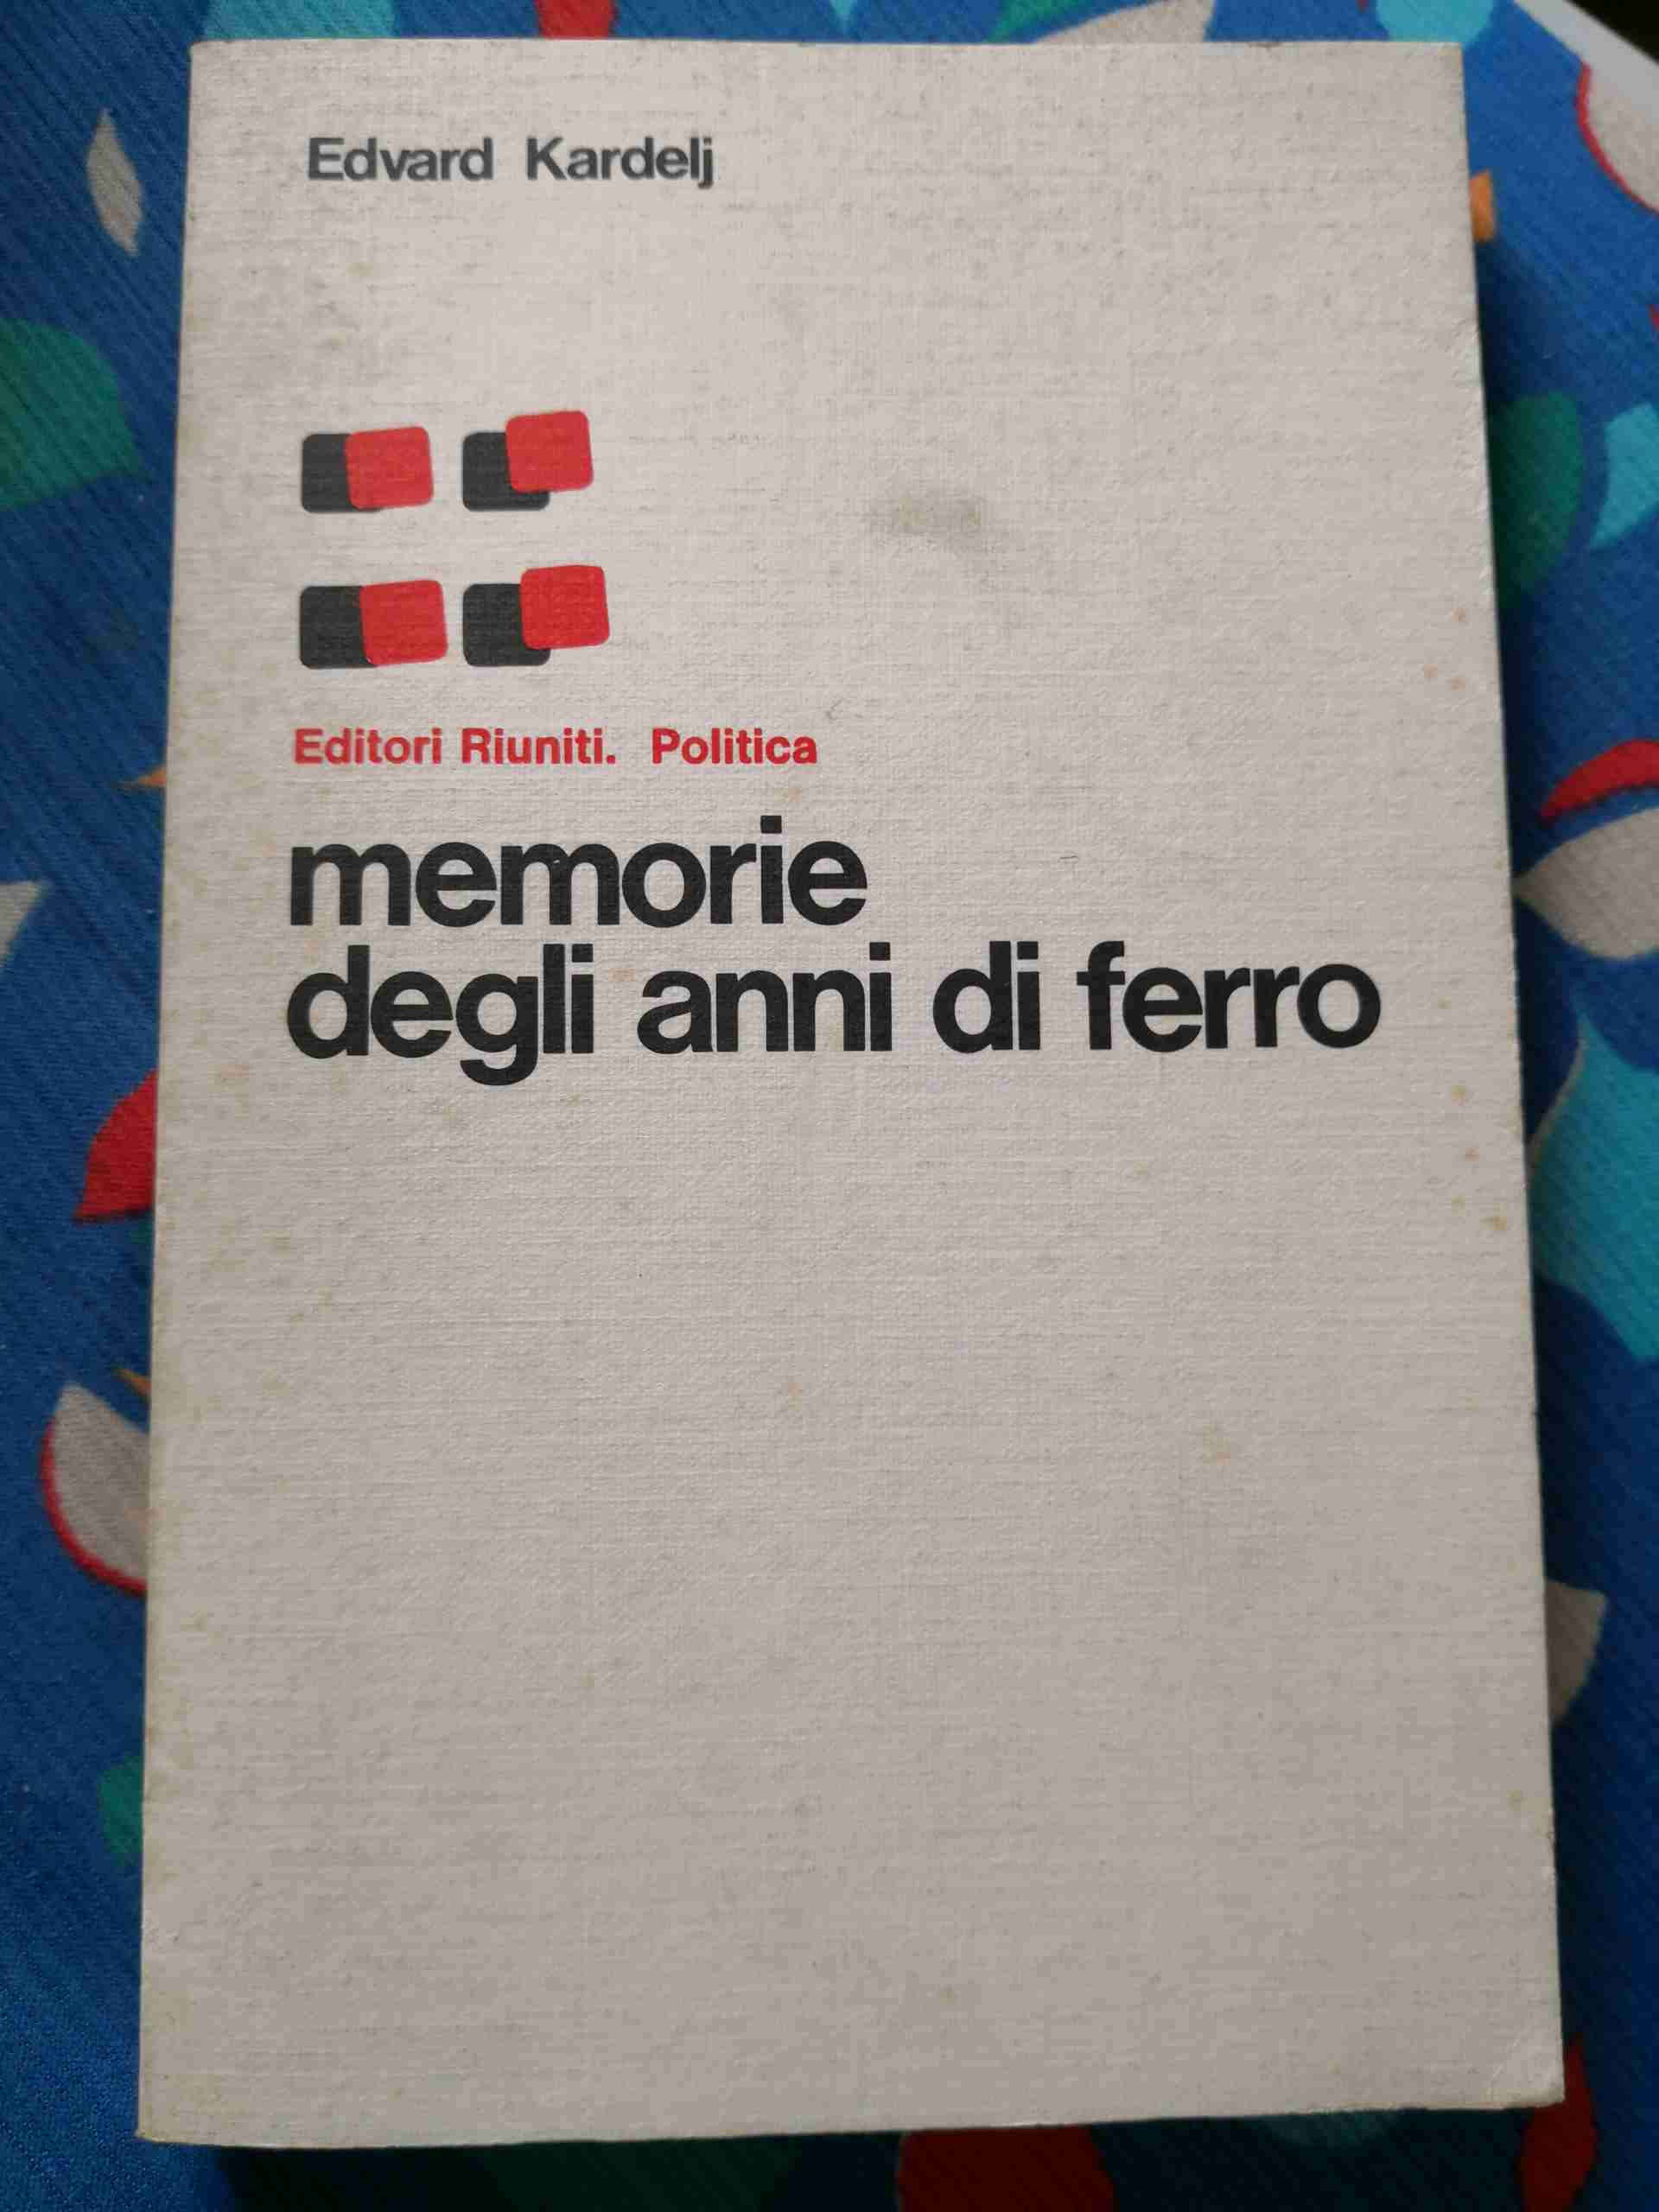 Edvard Kardelj
Editori Riuniti. Politica
memorie
degli anni di ferro